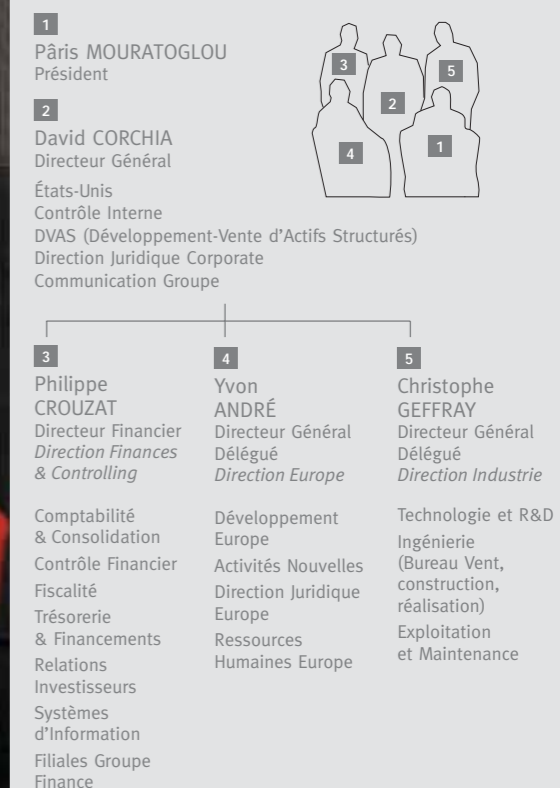 1
Pâris MOURATOGLOU
Président
2
David CORCHIA
Directeur Général
États-Unis
Contrôle Interne
DVAS (Développement-Vente d’Actifs Structurés)
Direction Juridique Corporate
Communication Groupe
3
5
2
4
1
3
Philippe
CROUZAT
Directeur Financier
Direction Finances
& Controlling
Comptabilité
& Consolidation
Contrôle Financier
Fiscalité
Trésorerie
& Financements
Relations
Investisseurs
Systèmes
d’Information
Filiales Groupe
Finance
4
Yvon
ANDRÉ
Directeur Général
Délégué
Direction Europe
Développement
Europe
Activités Nouvelles
Direction Juridique
Europe
Ressources
Humaines Europe
5
Christophe
GEFFRAY
Directeur Général
Délégué
Direction Industrie
Technologie et R&D
Ingénierie
(Bureau Vent,
construction,
réalisation)
Exploitation
et Maintenance